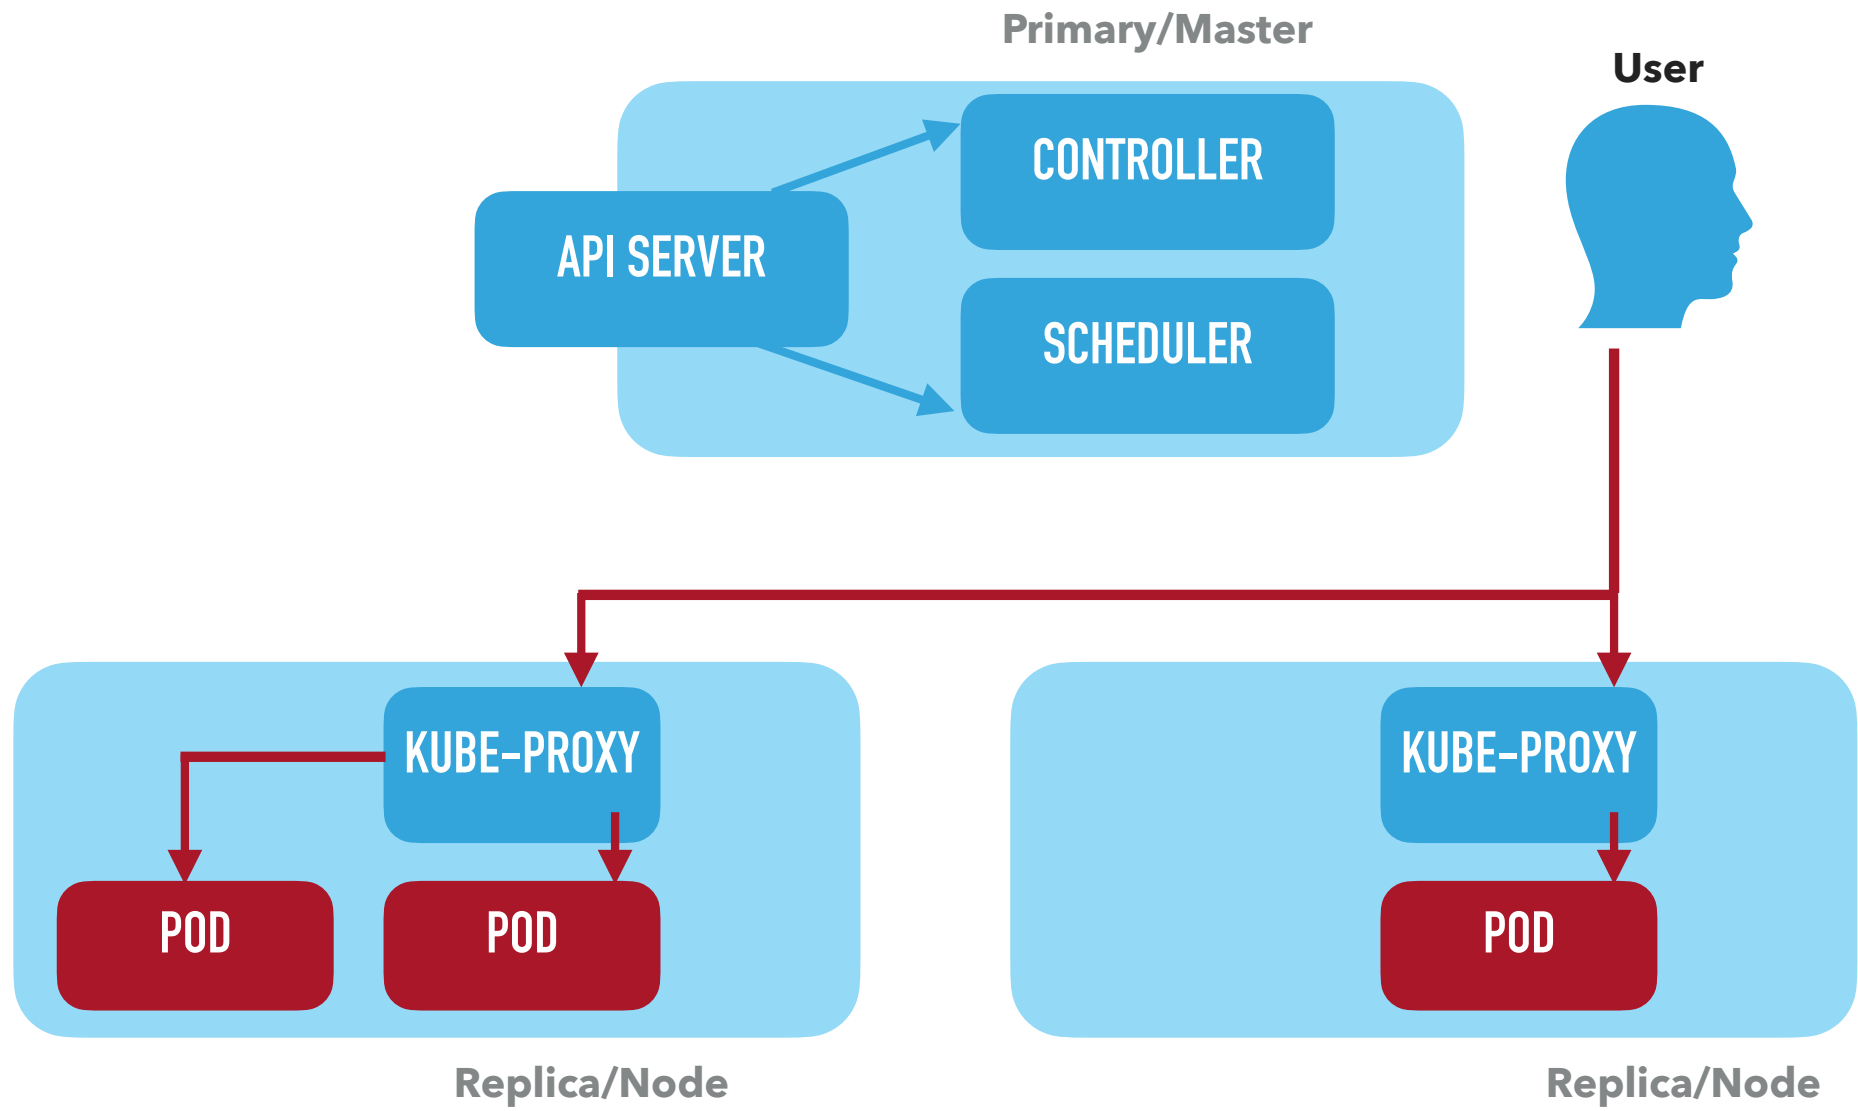 Primary/Master
User
CONTROLLER
API SERVER
SCHEDULER
KUBE-PROXY
KUBE-PROXY
POD
POD
POD
Replica/Node
Replica/Node